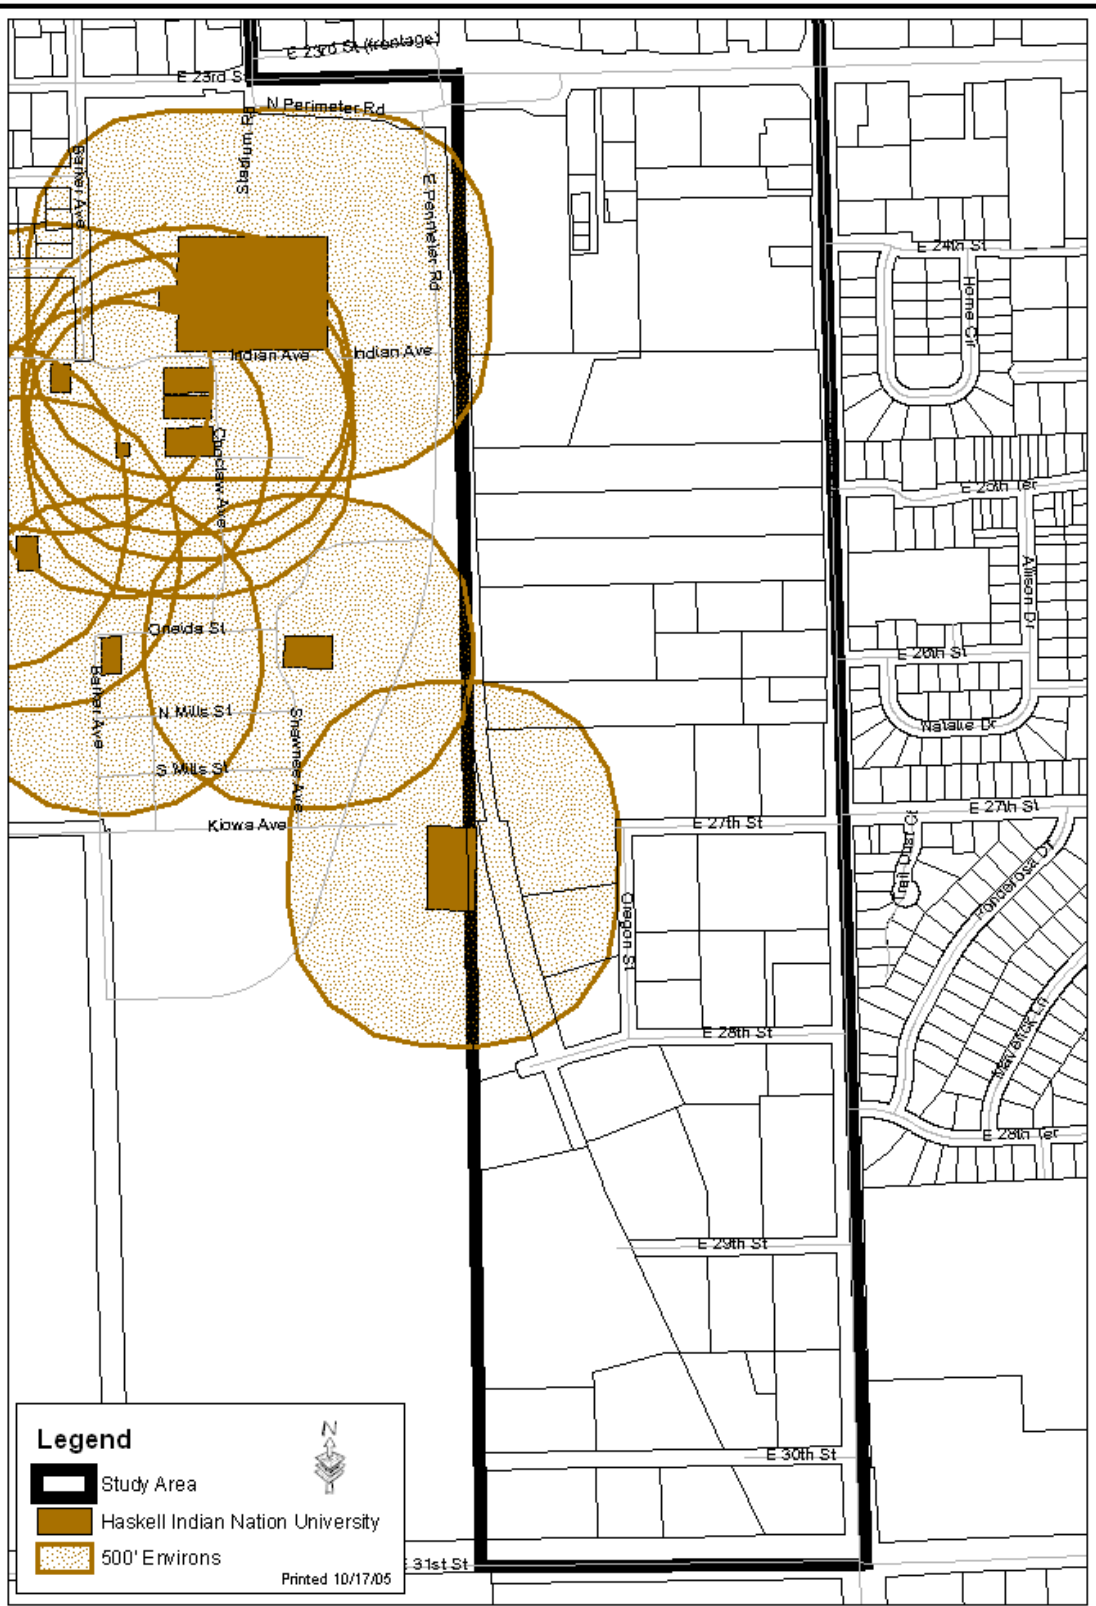 E 23rd St (frontage)
E 23rd St
N Perimeter Rd
Barker Ave
E Perimeter Rd
E 24th St
Home Cir
Indian Ave
Indian Ave
Choctaw Ave
E 25th Ter
Allison Dr
Oneida St
E 26th St
Barker Ave
N Mills St
Shawnee Ave
Natalie Dr
S Mills St
Kiowa Ave
E 27th St
E 27th St
Trail Dust Ct
Ponderosa Dr
Oregon St
E 28th St
Maverick Ln
E 28th Ter
E 29th St
E 30th St
E 31st St
Legend
N
Study Area
Haskell Indian Nation University
500' Environs
Printed 10/17/05